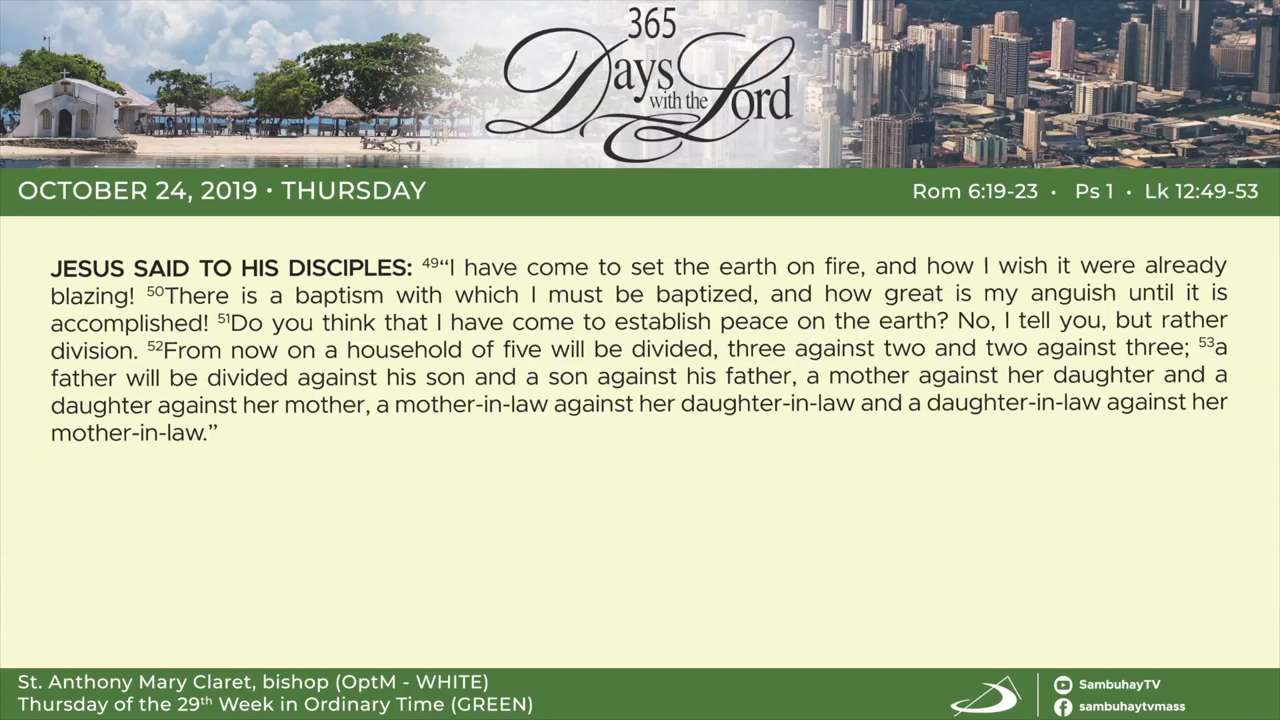 365
Days
with the
Lord
OCTOBER 24, 2019 • THURSDAY
Rom 6:19-23 • Ps 1 • Lk 12:49-53
JESUS SAID TO HIS DISCIPLES: ⁴⁹“I have come to set the earth on fire, and how I wish it were already
blazing! ⁵⁰There is a baptism with which I must be baptized, and how great is my anguish until it is
accomplished! ⁵¹Do you think that I have come to establish peace on the earth? No, I tell you, but rather
division. ⁵²From now on a household of five will be divided, three against two and two against three; ⁵³a
father will be divided against his son and a son against his father, a mother against her daughter and a
daughter against her mother, a mother-in-law against her daughter-in-law and a daughter-in-law against her
mother-in-law.”
St. Anthony Mary Claret, bishop (OptM - WHITE)
Thursday of the 29ᵗʰ Week in Ordinary Time (GREEN)
SambuhayTV
sambuhaytvmass